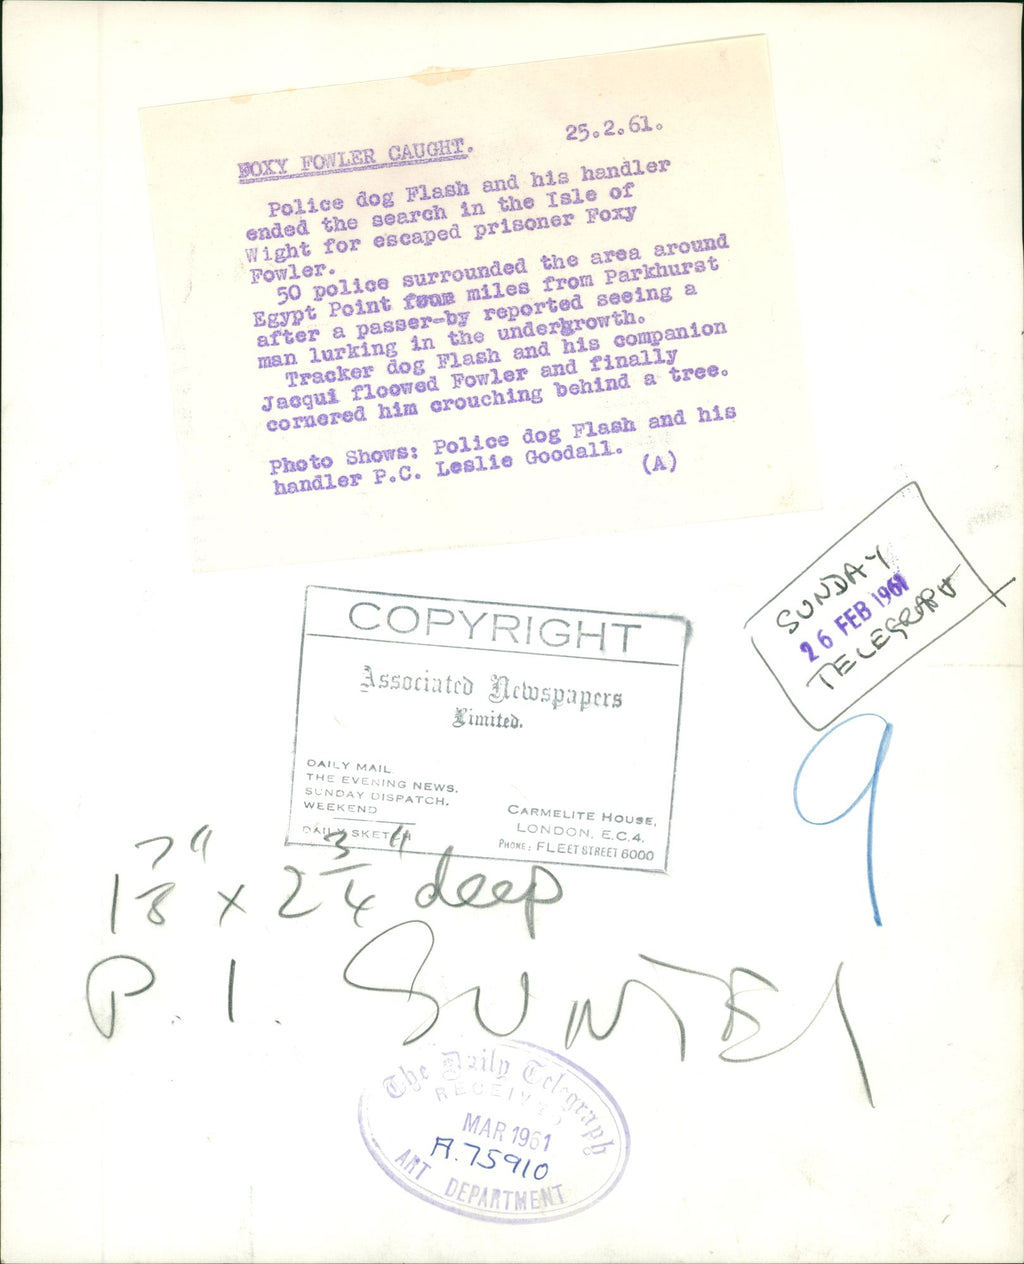 25.2.61.
FOXY FOWLER CAUGHT.
Police dog Flash and his handler
ended the search in the Isle of
Wight for escaped prisoner Foxy
Fowler.
50 police surrounded the area around
Egypt Point four miles from Parkhurst
after a passer-by reported seeing a
man lurking in the undergrowth.
Tracker dog Flash and his companion
Jacqui floowed Fowler and finally
cornered him crouching behind a tree.
Photo Shows: Police dog Flash and his
handler P.C. Leslie Goodall.
(A)
SUNDAY
26 FEB 1961
TELEGRAPH
COPYRIGHT
Associated Newspapers
Limited.
DAILY MAIL
THE EVENING NEWS.
SUNDAY DISPATCH.
WEEKEND
DAILY SKETCH
CARMELITE HOUSE,
LONDON, E.C.4.
PHONE: FLEET STREET 6000
9
1 7/8" x 2 3/4" deep
P. 1. SUNTEL
The Daily Telegraph
RECEIVED
MAR 1961
A.75910
ART DEPARTMENT